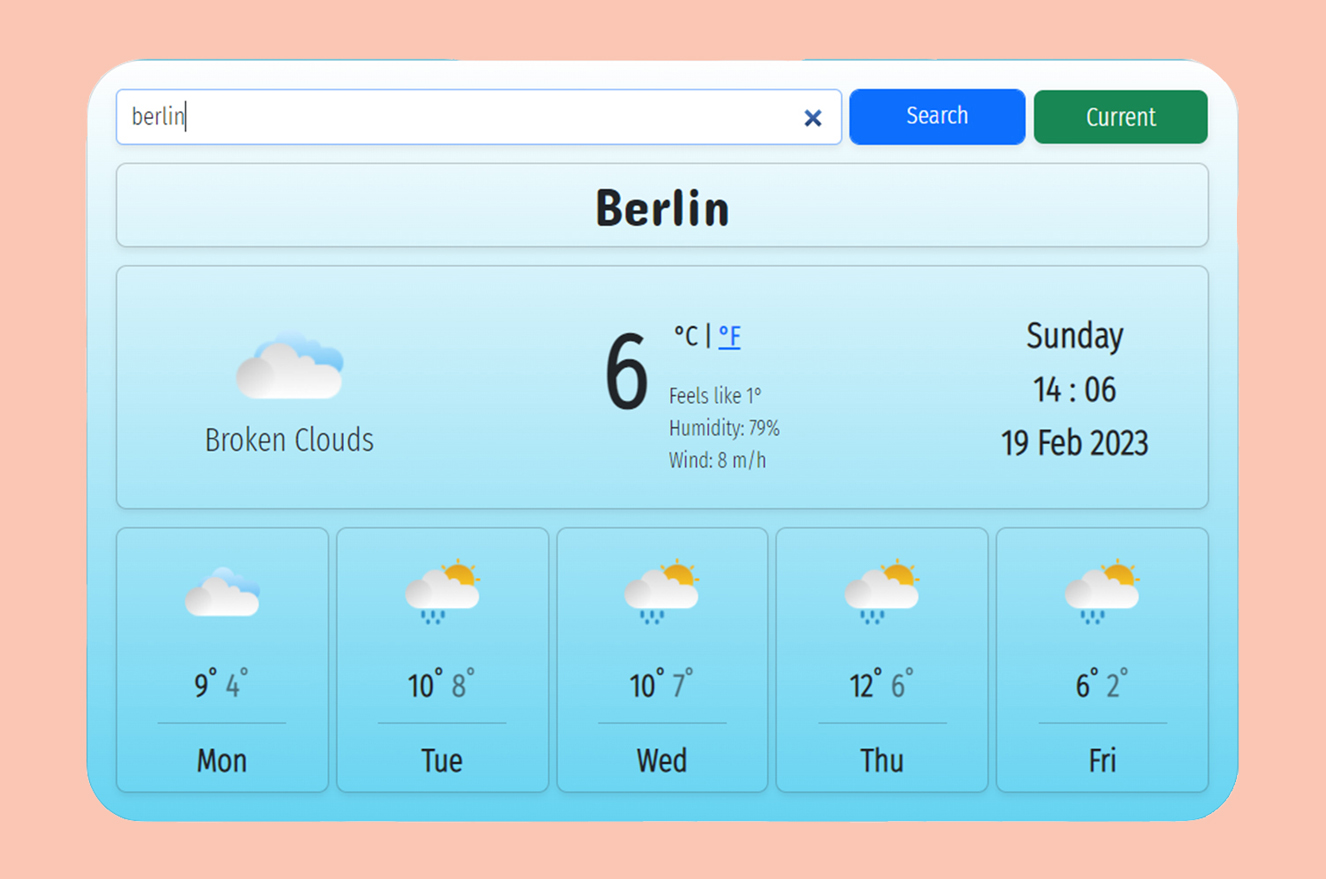 berlin × Search Current
Berlin
Broken Clouds
6 °C | °F
Feels like 1°
Humidity: 79%
Wind: 8 m/h
Sunday
14 : 06
19 Feb 2023
9° 4°
Mon
10° 8°
Tue
10° 7°
Wed
12° 6°
Thu
6° 2°
Fri